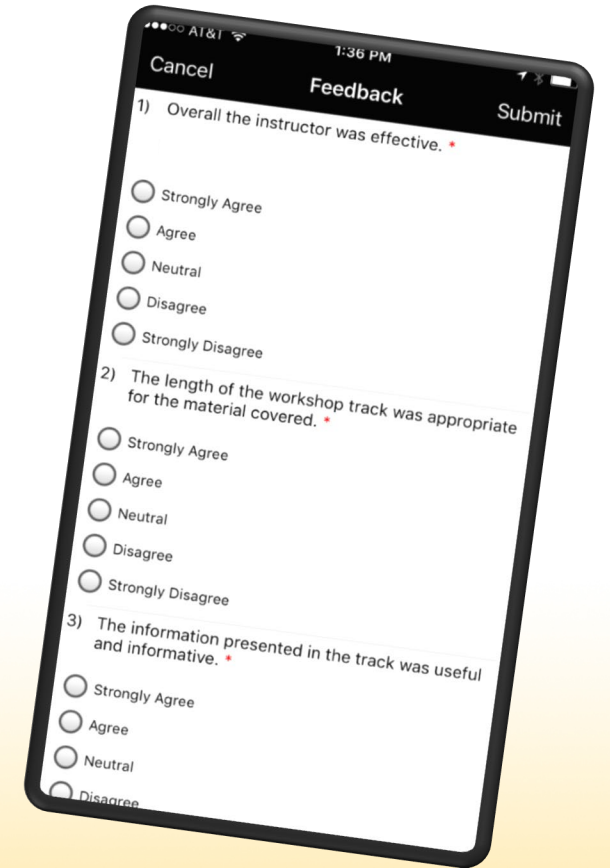 AT&T
1:36 PM
Cancel
Feedback
Submit
1) Overall the instructor was effective. *
Strongly Agree
Agree
Neutral
Disagree
Strongly Disagree
2) The length of the workshop track was appropriate
for the material covered. *
Strongly Agree
Agree
Neutral
Disagree
Strongly Disagree
3) The information presented in the track was useful
and informative. *
Strongly Agree
Agree
Neutral
Disagree